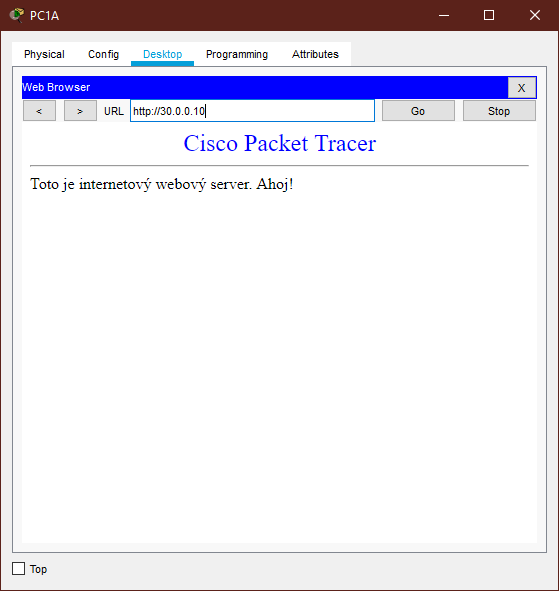 PC1A
Physical Config Desktop Programming Attributes
Web Browser X
< > URL http://30.0.0.10 Go Stop
Cisco Packet Tracer
Toto je internetový webový server. Ahoj!
Top